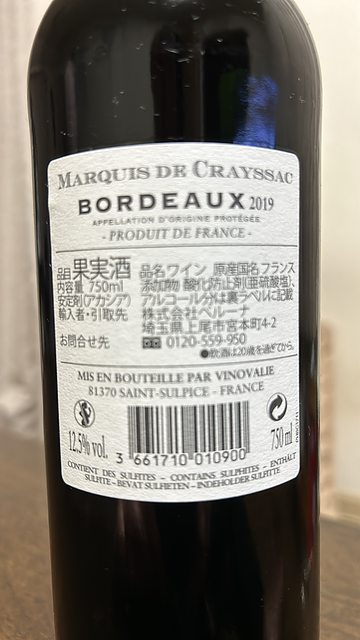 MARQUIS DE CRAYSSAC
BORDEAUX 2019
APPELLATION D'ORIGINE PROTÉGÉE
- PRODUIT DE FRANCE -
品目 果実酒 品名 ワイン 原産国名 フランス
内容量 750ml 添加物 酸化防止剤(亜硫酸塩)、
安定剤(アカシア) アルコール分は裏ラベルに記載
輸入者・引取先 株式会社ベルーナ
埼玉県上尾市宮本町4-2
お問合せ先 0120-559-950
●飲酒は20歳を過ぎてから。
MIS EN BOUTEILLE PAR VINOVALIE
81370 SAINT-SULPICE - FRANCE
12.5% vol.
3 661710 010900
750 ml
CONTIENT DES SULFITES - CONTAINS SULPHITES - ENTHÄLT
SULFITE - BEVAT SULFIETEN - INDEHOLDER SULFITTE